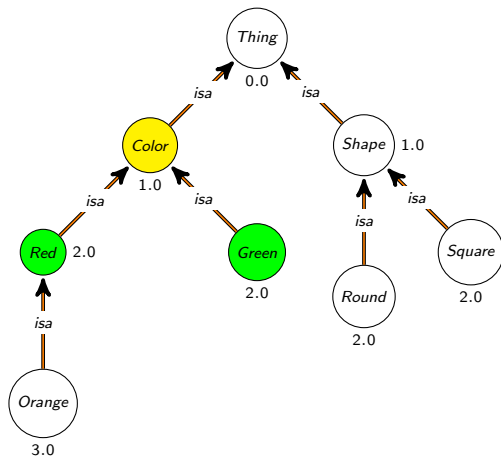 Thing
0.0
isa
isa
Color
1.0
Shape
1.0
isa
isa
isa
isa
Red
2.0
Green
2.0
Square
2.0
Round
2.0
isa
Orange
3.0